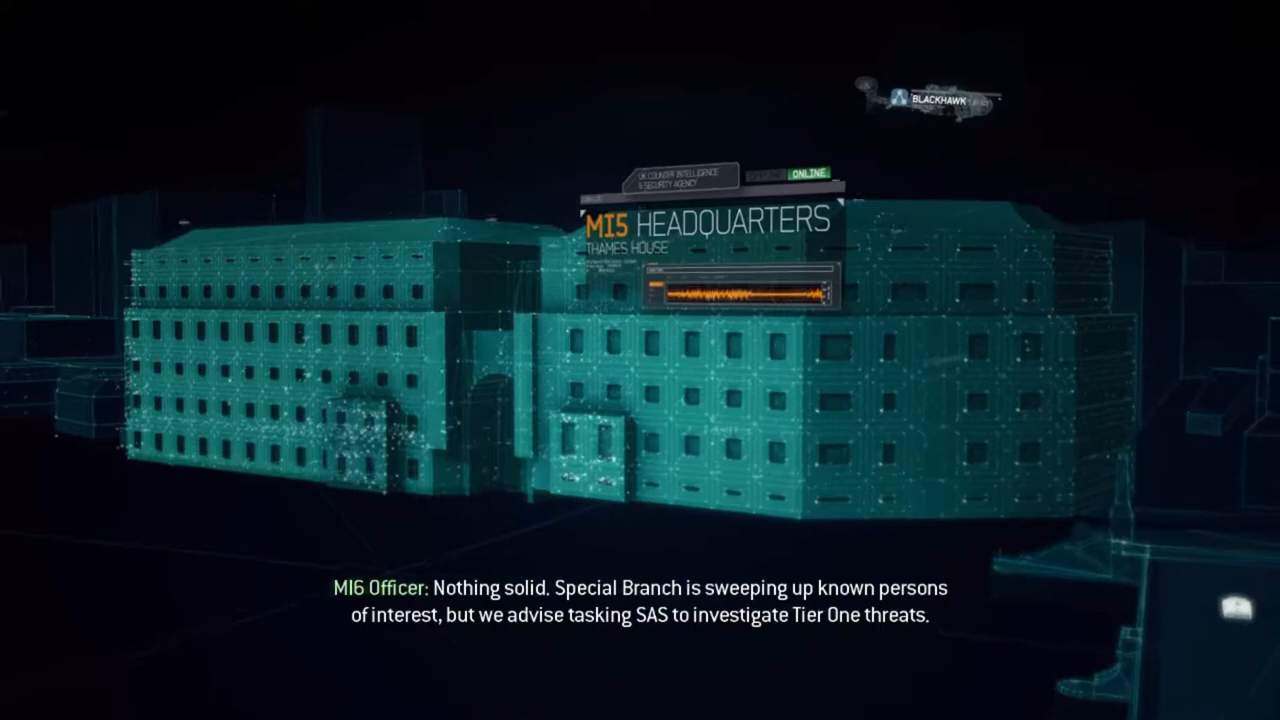 BLACKHAWK
UK COUNTER INTELLIGENCE
& SECURITY AGENCY
ONLINE
MI5 HEADQUARTERS
THAMES HOUSE
MI6 Officer: Nothing solid. Special Branch is sweeping up known persons
of interest, but we advise tasking SAS to investigate Tier One threats.